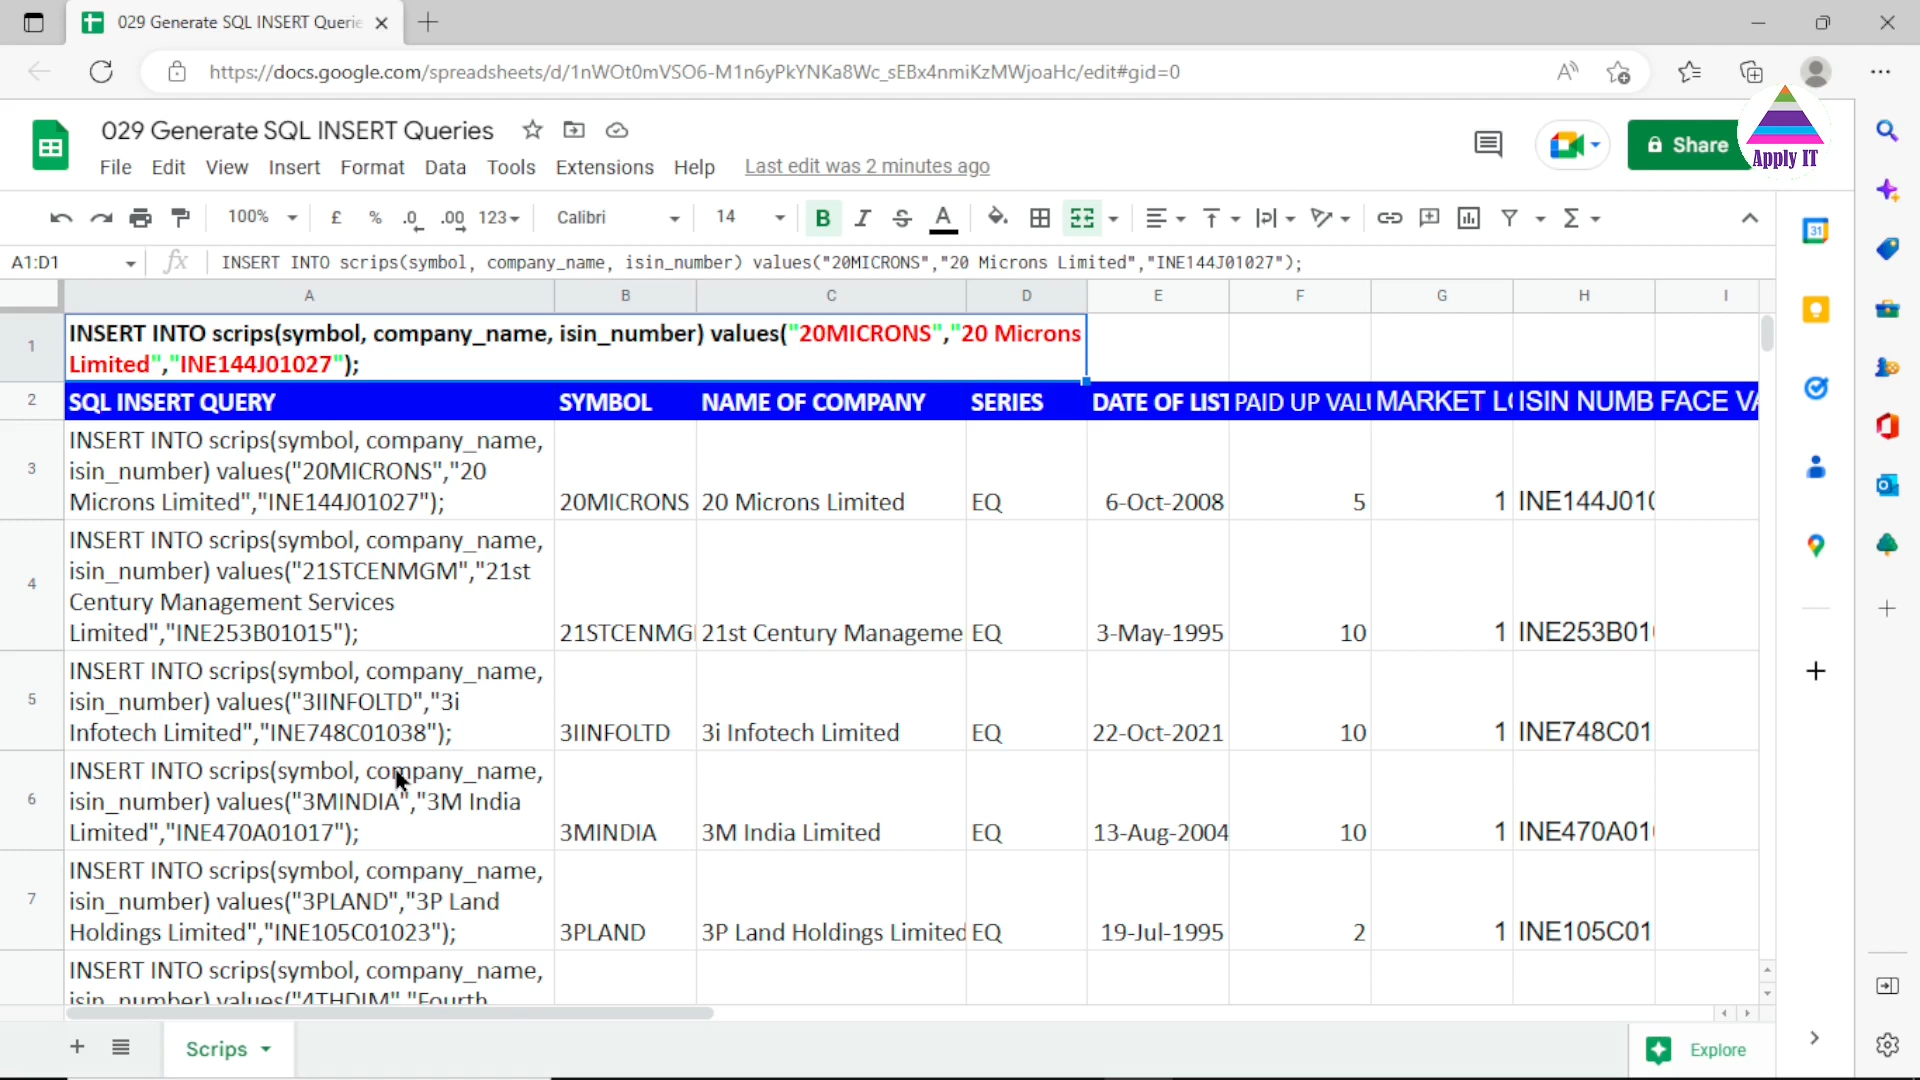 029 Generate SQL INSERT Querie
https://docs.google.com/spreadsheets/d/1nWOt0mVSO6-M1n6yPkYNKa8Wc_sEBx4nmiKzMWjoaHc/edit#gid=0
029 Generate SQL INSERT Queries
File Edit View Insert Format Data Tools Extensions Help Last edit was 2 minutes ago
Share
Apply IT
100% £ % .0 .00 123 Calibri 14 B I S A
31
A1:D1 fx INSERT INTO scrips(symbol, company_name, isin_number) values("20MICRONS","20 Microns Limited","INE144J01027");
A B C D E F G H I
1 INSERT INTO scrips(symbol, company_name, isin_number) values("20MICRONS","20 Microns
Limited","INE144J01027");
2 SQL INSERT QUERY SYMBOL NAME OF COMPANY SERIES DATE OF LIST PAID UP VALU MARKET LO ISIN NUMB FACE VA
INSERT INTO scrips(symbol, company_name,
3 isin_number) values("20MICRONS","20
Microns Limited","INE144J01027"); 20MICRONS 20 Microns Limited EQ 6-Oct-2008 5 1 INE144J010
INSERT INTO scrips(symbol, company_name,
isin_number) values("21STCENMGM","21st
4 Century Management Services
Limited","INE253B01015"); 21STCENMG 21st Century Manageme EQ 3-May-1995 10 1 INE253B01
INSERT INTO scrips(symbol, company_name,
5 isin_number) values("3IINFOLTD","3i
Infotech Limited","INE748C01038"); 3IINFOLTD 3i Infotech Limited EQ 22-Oct-2021 10 1 INE748C01
INSERT INTO scrips(symbol, company_name,
6 isin_number) values("3MINDIA","3M India
Limited","INE470A01017"); 3MINDIA 3M India Limited EQ 13-Aug-2004 10 1 INE470A01
INSERT INTO scrips(symbol, company_name,
7 isin_number) values("3PLAND","3P Land
Holdings Limited","INE105C01023"); 3PLAND 3P Land Holdings Limited EQ 19-Jul-1995 2 1 INE105C01
INSERT INTO scrips(symbol, company_name,
isin_number) values("4THDIM","Fourth
Scrips Explore